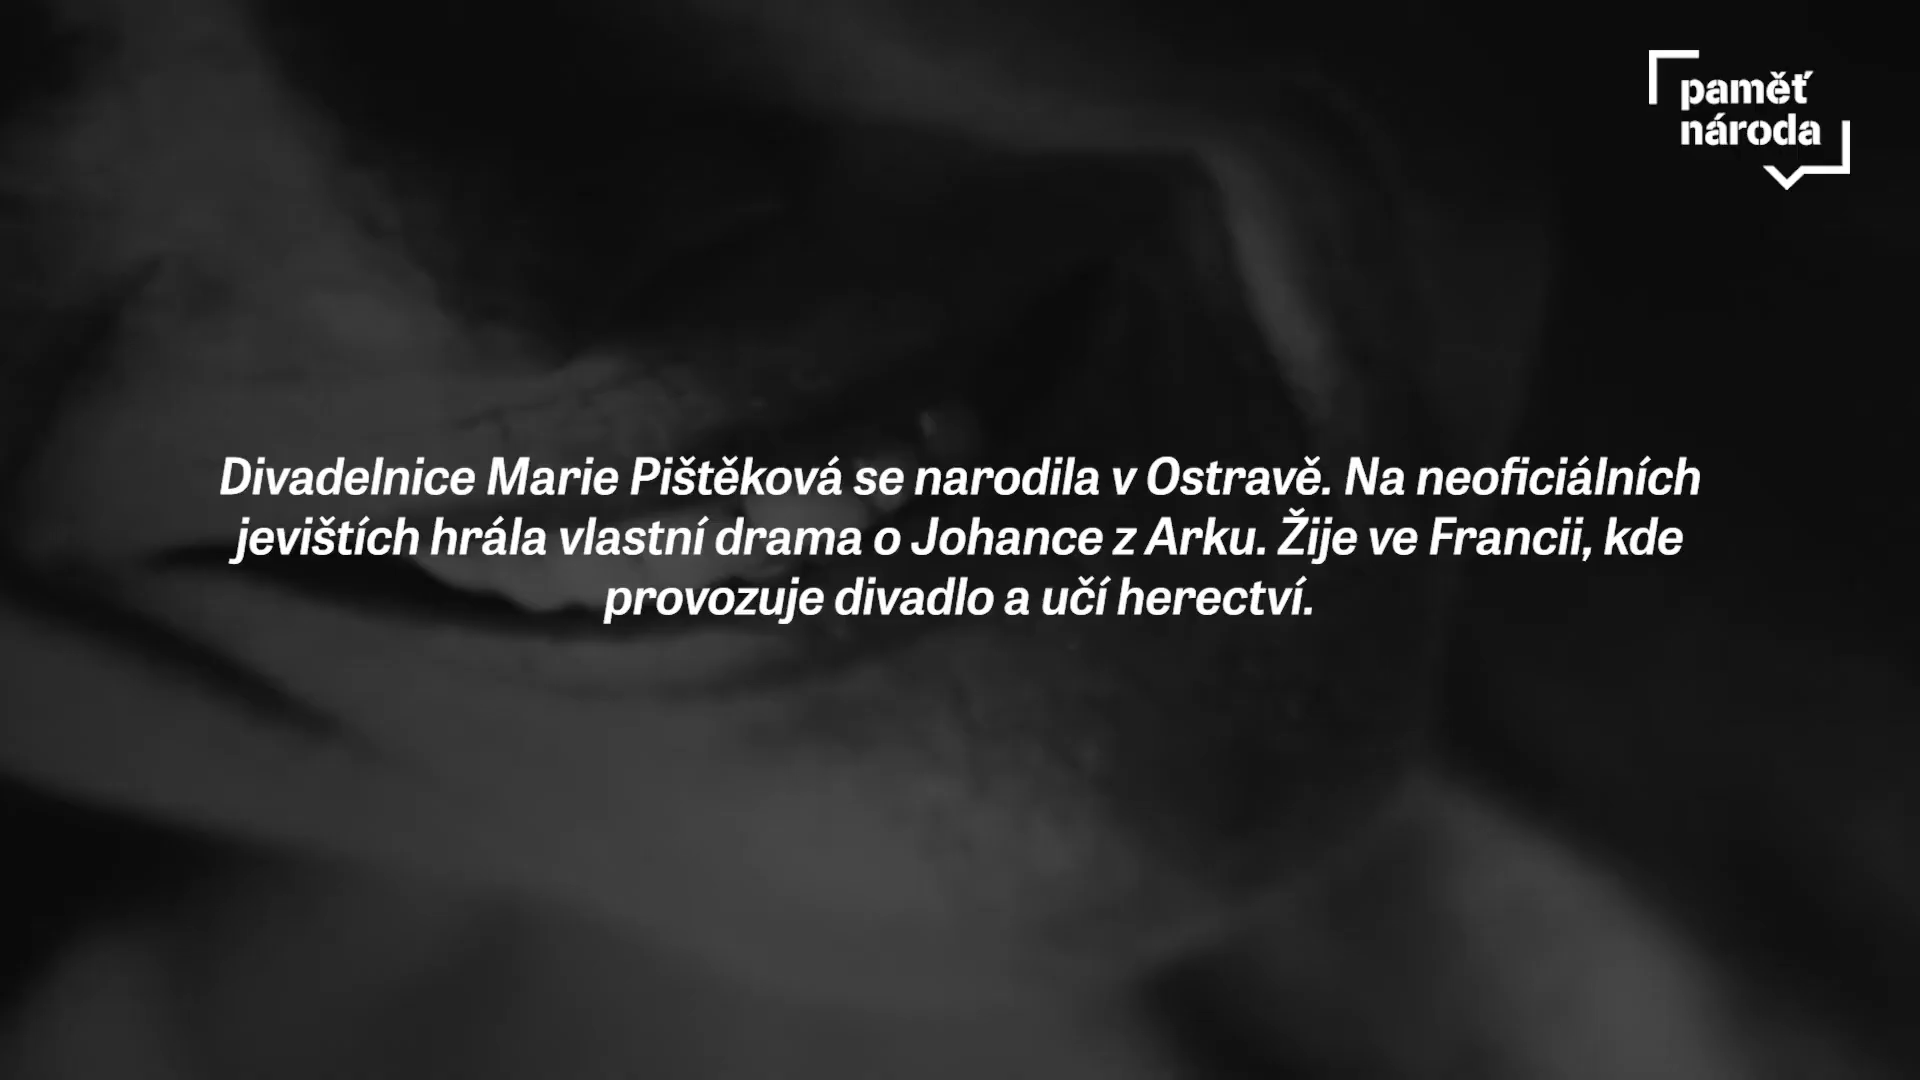 paměť
národa
Divadelnice Marie Pištěková se narodila v Ostravě. Na neoficiálních
jevištích hrála vlastní drama o Johance z Arku. Žije ve Francii, kde
provozuje divadlo a učí herectví.